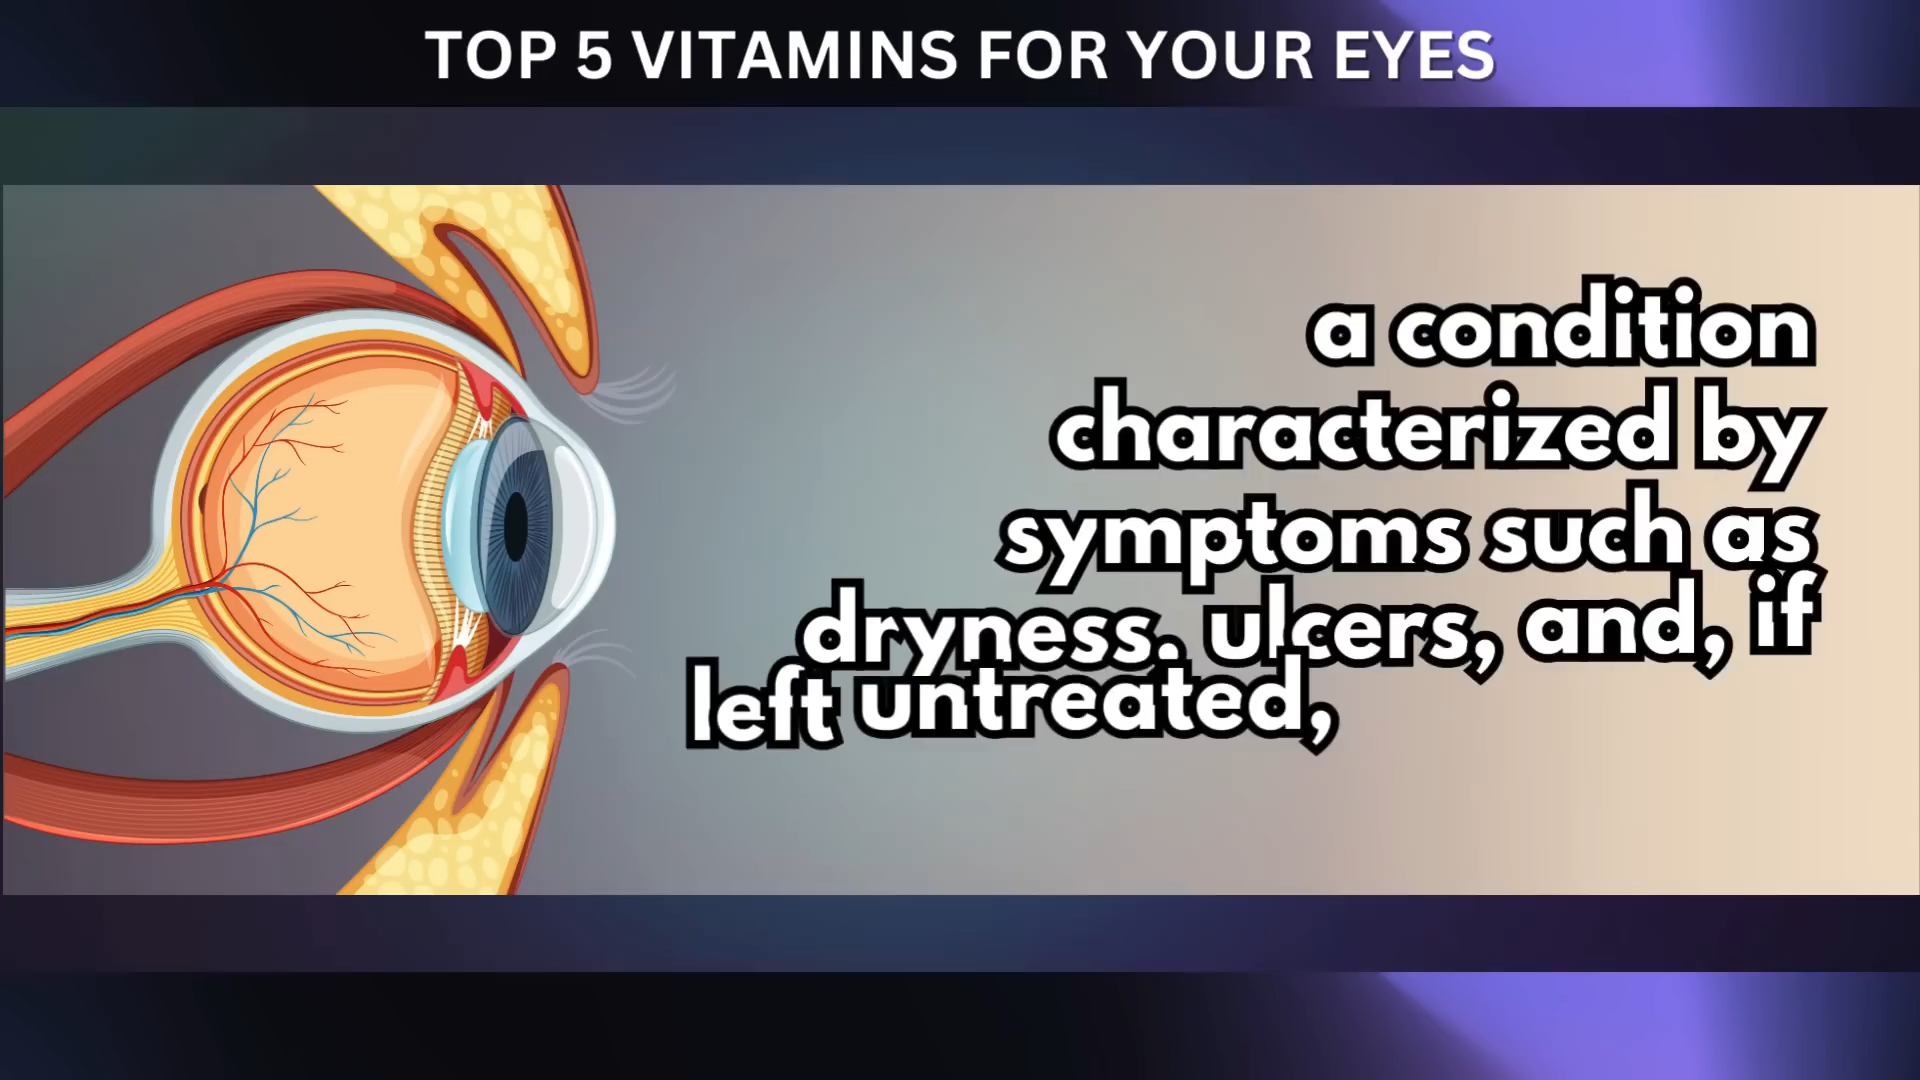 TOP 5 VITAMINS FOR YOUR EYES
a condition
characterized by
symptoms such as
dryness, ulcers, and, if
left untreated,